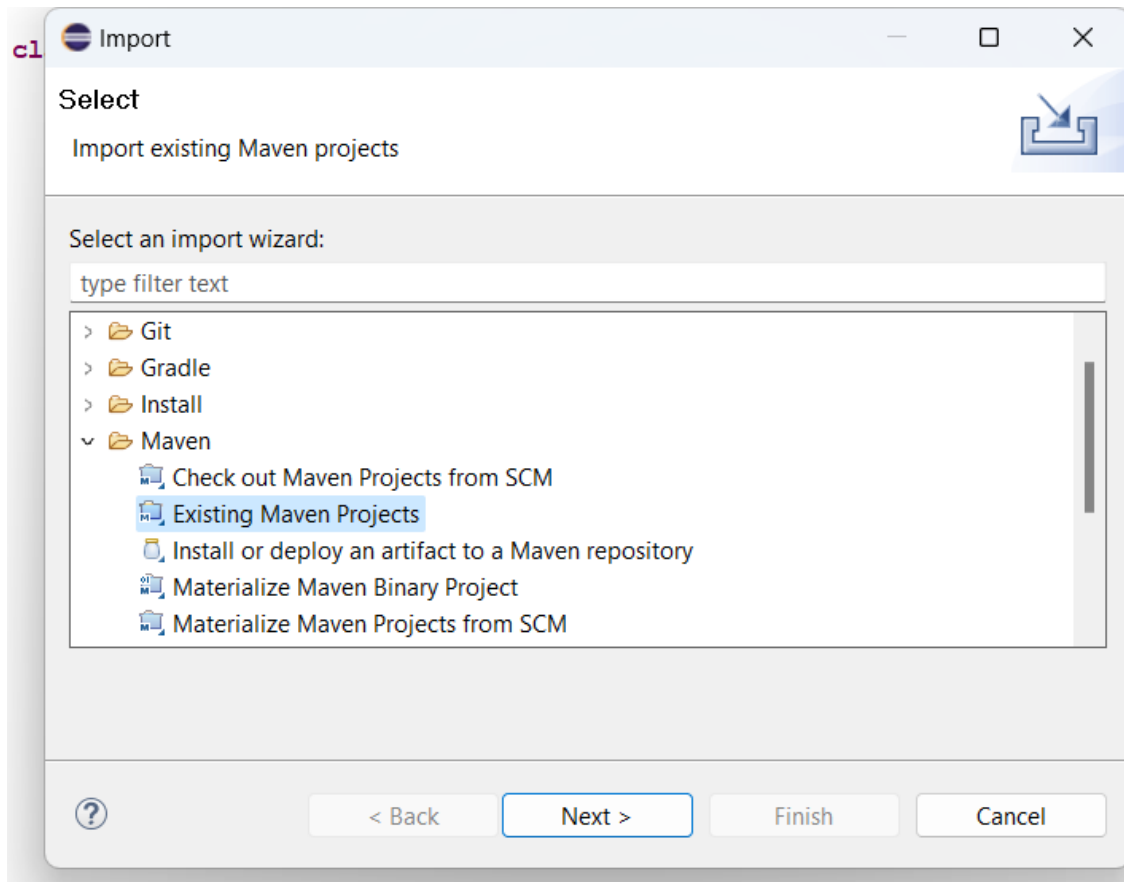 cl
Import
Select
Import existing Maven projects
Select an import wizard:
type filter text
Git
Gradle
Install
Maven
Check out Maven Projects from SCM
Existing Maven Projects
Install or deploy an artifact to a Maven repository
Materialize Maven Binary Project
Materialize Maven Projects from SCM
? < Back Next > Finish Cancel